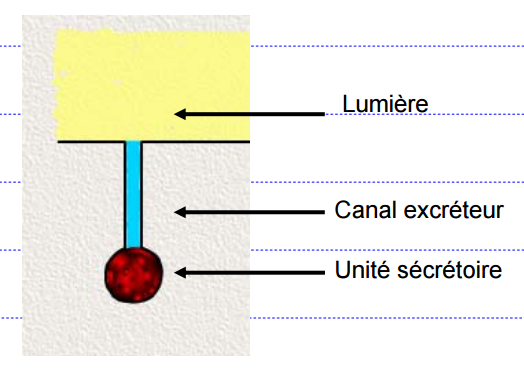 Lumière
Canal excréteur
Unité sécrétoire